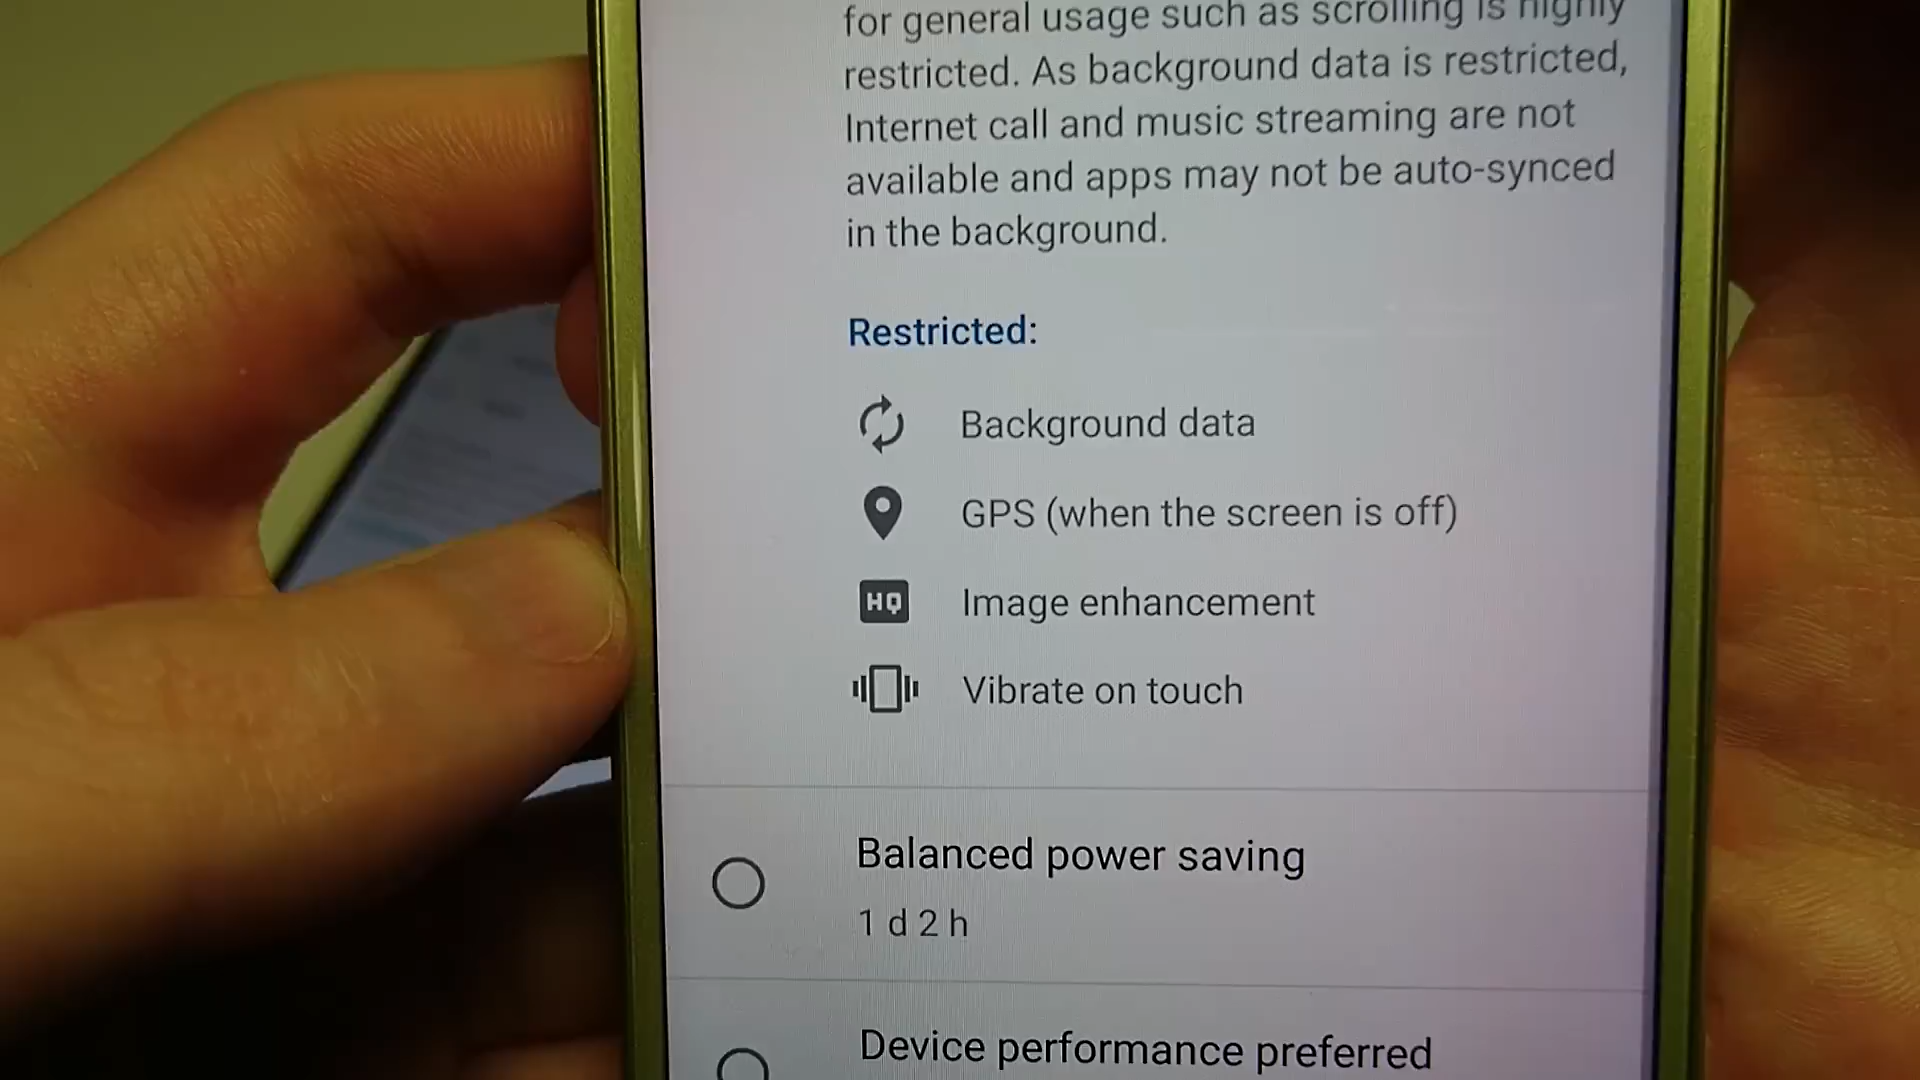 for general usage such as scrolling is highly
restricted. As background data is restricted,
Internet call and music streaming are not
available and apps may not be auto-synced
in the background.
Restricted:
Background data
GPS (when the screen is off)
HQ Image enhancement
Vibrate on touch
Balanced power saving
1 d 2 h
Device performance preferred